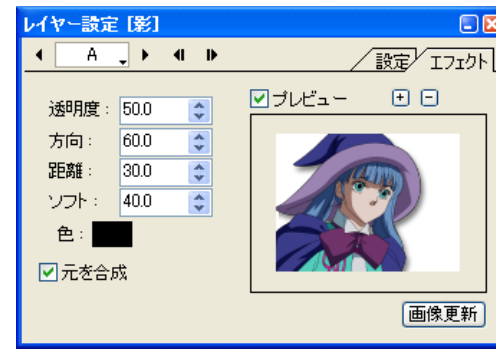 レイヤー設定 [影]
A
設定 エフェクト
透明度： 50.0
方向： 60.0
距離： 30.0
ソフト： 40.0
色：
元を合成
プレビュー
画像更新